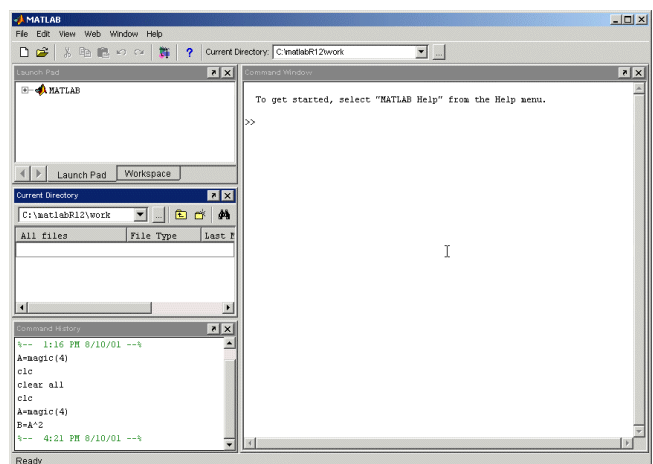 MATLAB
File Edit View Web Window Help
? Current Directory: C:\matlabR12\work ...
Launch Pad
MATLAB
Launch Pad Workspace
Current Directory
C:\matlabR12\work ...
All files File Type Last M
Command History
%-- 1:16 PM 8/10/01 --%
A=magic(4)
clc
clear all
clc
A=magic(4)
B=A^2
%-- 4:21 PM 8/10/01 --%
Command Window
To get started, select "MATLAB Help" from the Help menu.
>>
Ready